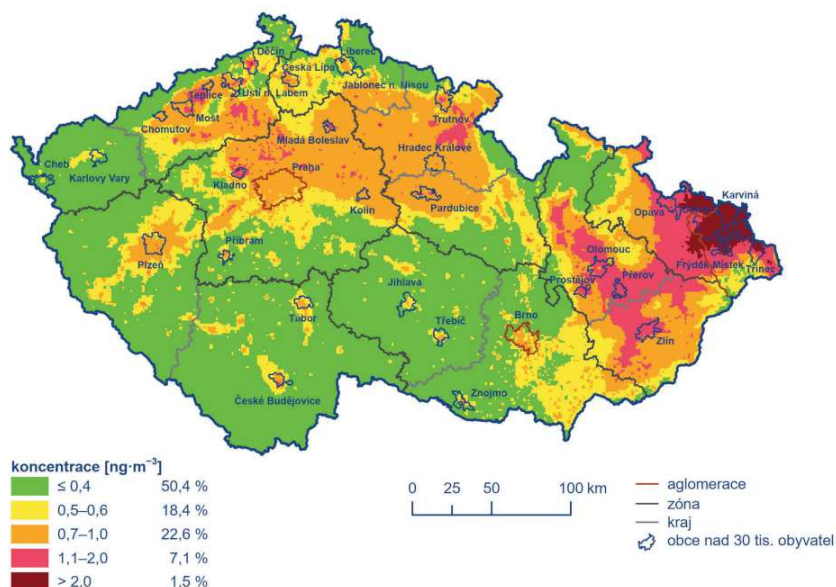 Děčín
Liberec
Česká Lípa
Teplice
Ústí n. Labem
Jablonec n. Nisou
Most
Chomutov
Trutnov
Mladá Boleslav
Hradec Králové
Cheb
Karlovy Vary
Praha
Kladno
Kolín
Pardubice
Karviná
Opava
Příbram
Plzeň
Olomouc
Frýdek-Místek
Třinec
Prostějov
Přerov
Jihlava
Tábor
Třebíč
Brno
Zlín
České Budějovice
Znojmo
koncentrace [ng·m⁻³]
≤ 0,4 50,4 %
0,5–0,6 18,4 %
0,7–1,0 22,6 %
1,1–2,0 7,1 %
> 2,0 1,5 %
0 25 50 100 km
aglomerace
zóna
kraj
obce nad 30 tis. obyvatel